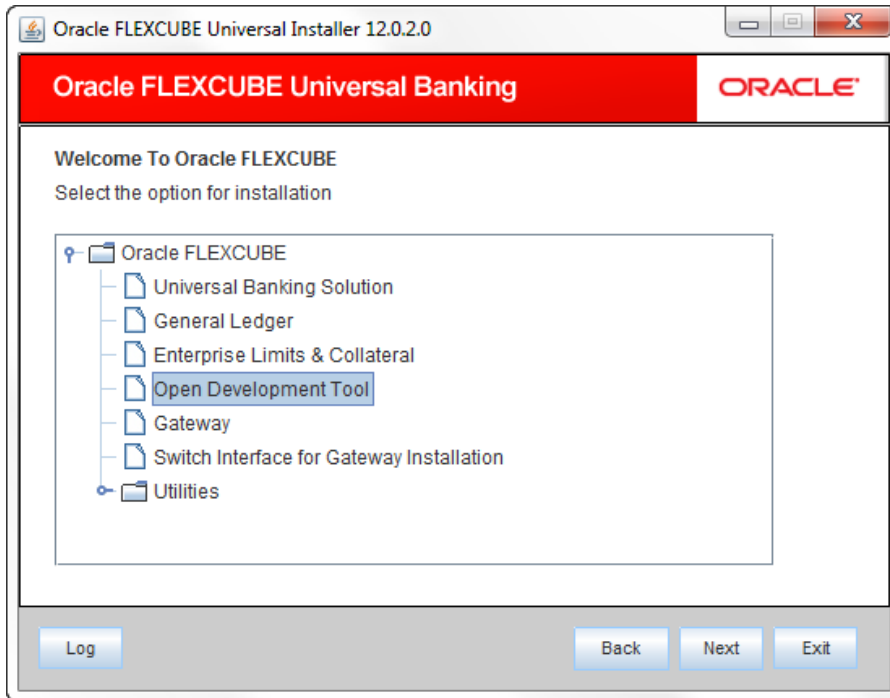 Oracle FLEXCUBE Universal Installer 12.0.2.0
Oracle FLEXCUBE Universal Banking
ORACLE
Welcome To Oracle FLEXCUBE
Select the option for installation
Oracle FLEXCUBE
Universal Banking Solution
General Ledger
Enterprise Limits & Collateral
Open Development Tool
Gateway
Switch Interface for Gateway Installation
Utilities
Log Back Next Exit